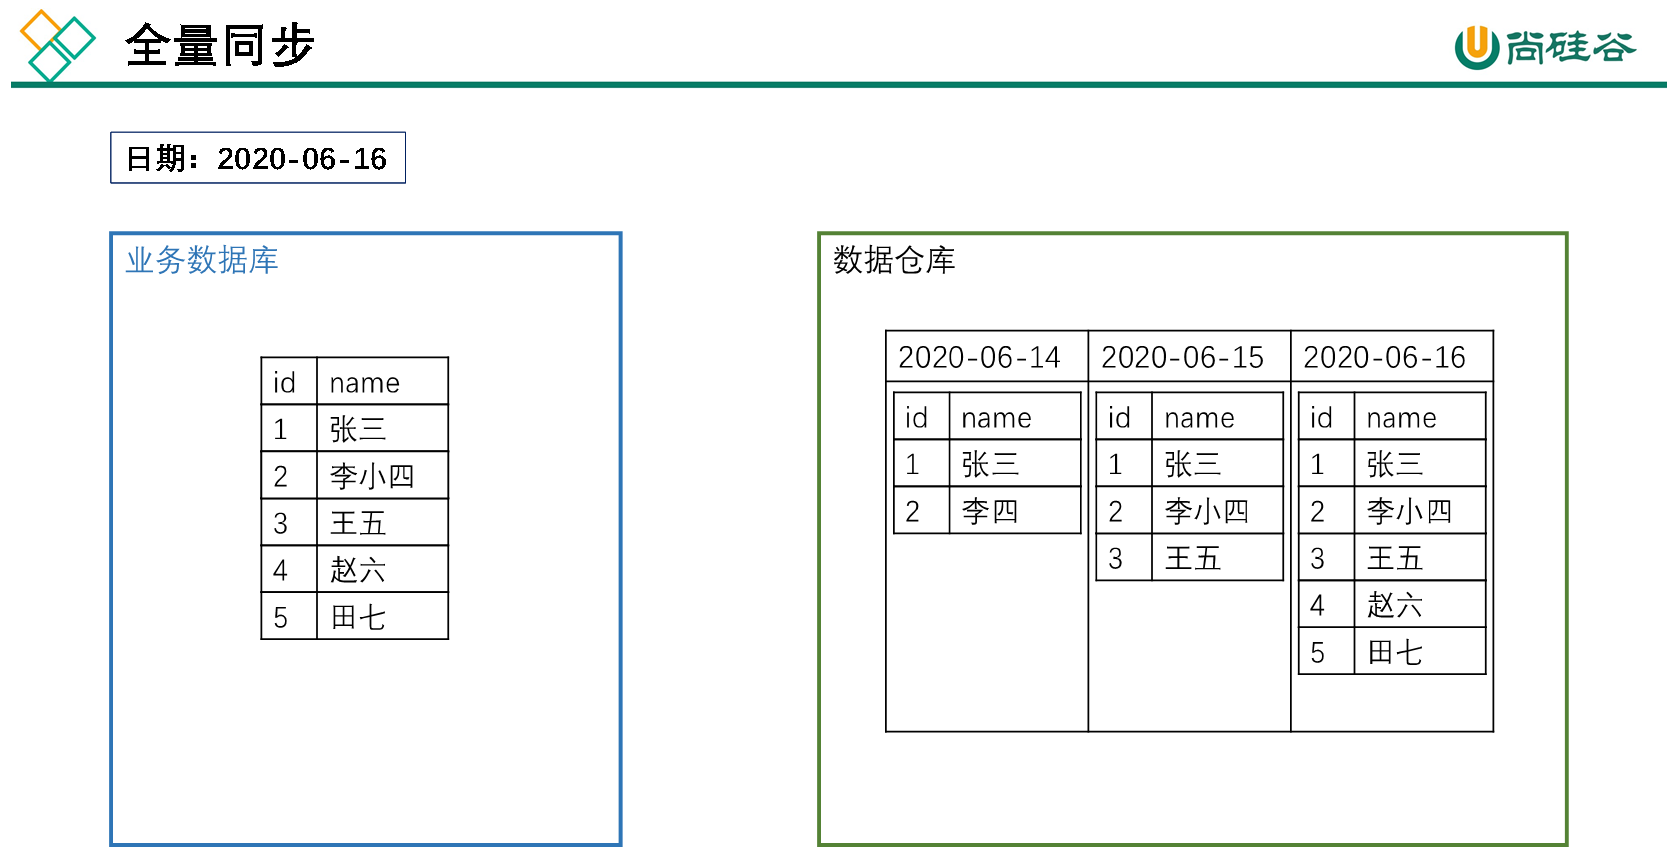 全量同步
尚硅谷
日期：2020-06-16
业务数据库
id name
1 张三
2 李小四
3 王五
4 赵六
5 田七
数据仓库
2020-06-14 2020-06-15 2020-06-16
id name id name id name
1 张三 1 张三 1 张三
2 李四 2 李小四 2 李小四
3 王五 3 王五
4 赵六
5 田七